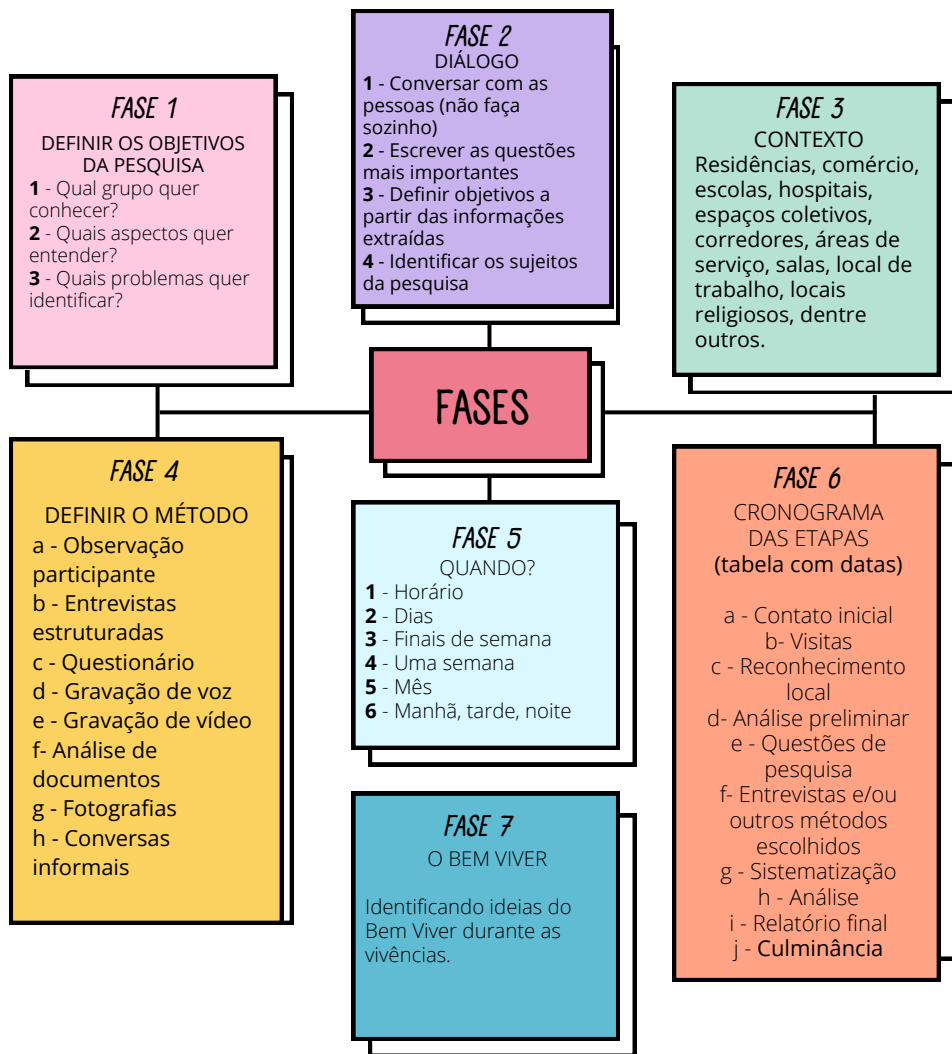 FASE 1
DEFINIR OS OBJETIVOS
DA PESQUISA
1 - Qual grupo quer
conhecer?
2 - Quais aspectos quer
entender?
3 - Quais problemas quer
identificar?
FASE 2
DIÁLOGO
1 - Conversar com as
pessoas (não faça
sozinho)
2 - Escrever as questões
mais importantes
3 - Definir objetivos a
partir das informações
extraídas
4 - Identificar os sujeitos
da pesquisa
FASE 3
CONTEXTO
Residências, comércio,
escolas, hospitais,
espaços coletivos,
corredores, áreas de
serviço, salas, local de
trabalho, locais
religiosos, dentre
outros.
FASES
FASE 4
DEFINIR O MÉTODO
a - Observação
participante
b - Entrevistas
estruturadas
c - Questionário
d - Gravação de voz
e - Gravação de vídeo
f- Análise de
documentos
g - Fotografias
h - Conversas
informais
FASE 5
QUANDO?
1 - Horário
2 - Dias
3 - Finais de semana
4 - Uma semana
5 - Mês
6 - Manhã, tarde, noite
FASE 6
CRONOGRAMA
DAS ETAPAS
(tabela com datas)
a - Contato inicial
b- Visitas
c - Reconhecimento
local
d- Análise preliminar
e - Questões de
pesquisa
f- Entrevistas e/ou
outros métodos
escolhidos
g - Sistematização
h - Análise
i - Relatório final
j - Culminância
FASE 7
O BEM VIVER
Identificando ideias do
Bem Viver durante as
vivências.